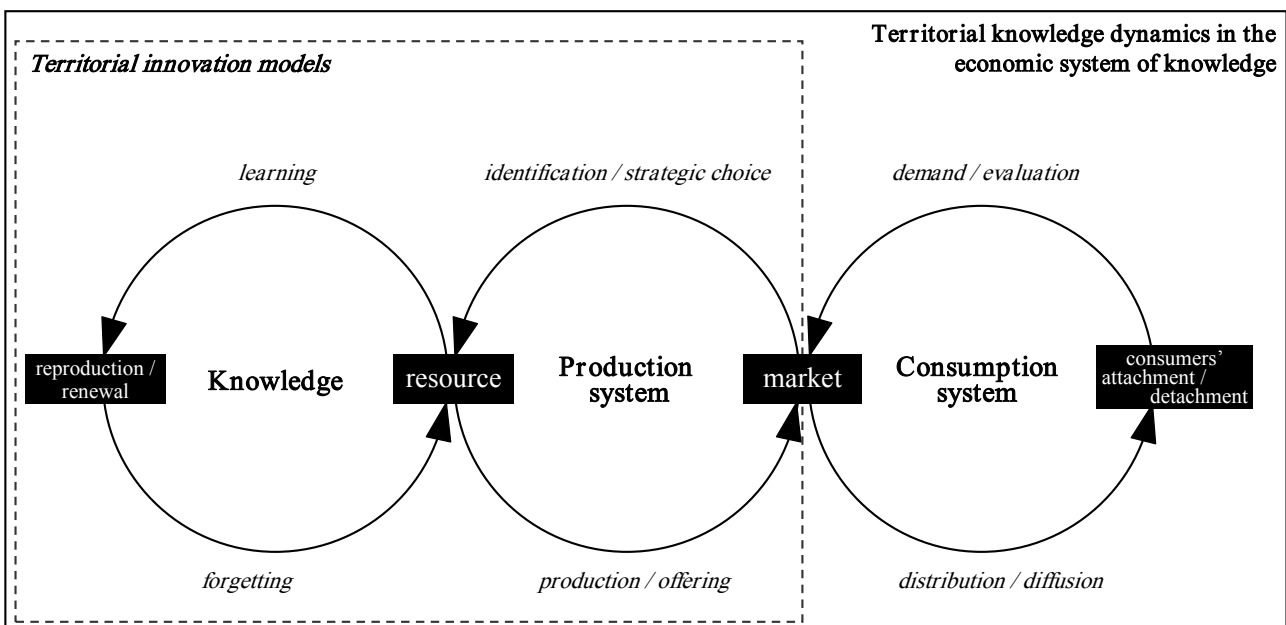 Territorial knowledge dynamics in the
economic system of knowledge
Territorial innovation models
learning
identification / strategic choice
demand / evaluation
reproduction /
renewal
Knowledge
resource
Production
system
market
Consumption
system
consumers’
attachment /
detachment
forgetting
production / offering
distribution / diffusion